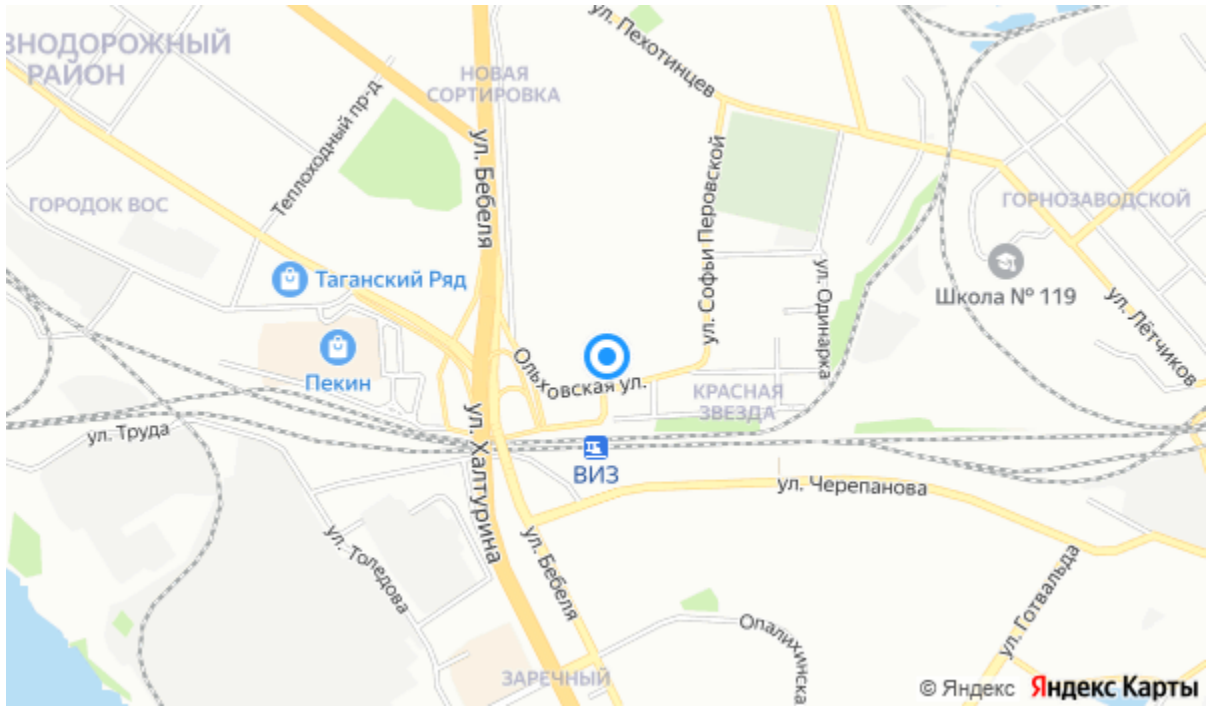 ЗНОДОРОЖНЫЙ
РАЙОН
ул. Пехотинцев
НОВАЯ
СОРТИРОВКА
Теплоходный пр-д
ул. Бебеля
ул. Софьи Перовской
ГОРОДОК ВОС
ГОРНОЗАВОДСКОЙ
Таганский Ряд
Школа № 119
ул. Одинарка
ул. Лётчиков
Пекин
Ольховская ул.
КРАСНАЯ
ЗВЕЗДА
ул. Труда
ул. Халтурина
ВИЗ
ул. Черепанова
ул. Толедова
ул. Бебеля
ул. Готвальда
Опалихинска
ЗАРЕЧНЫЙ
© Яндекс Яндекс Карты